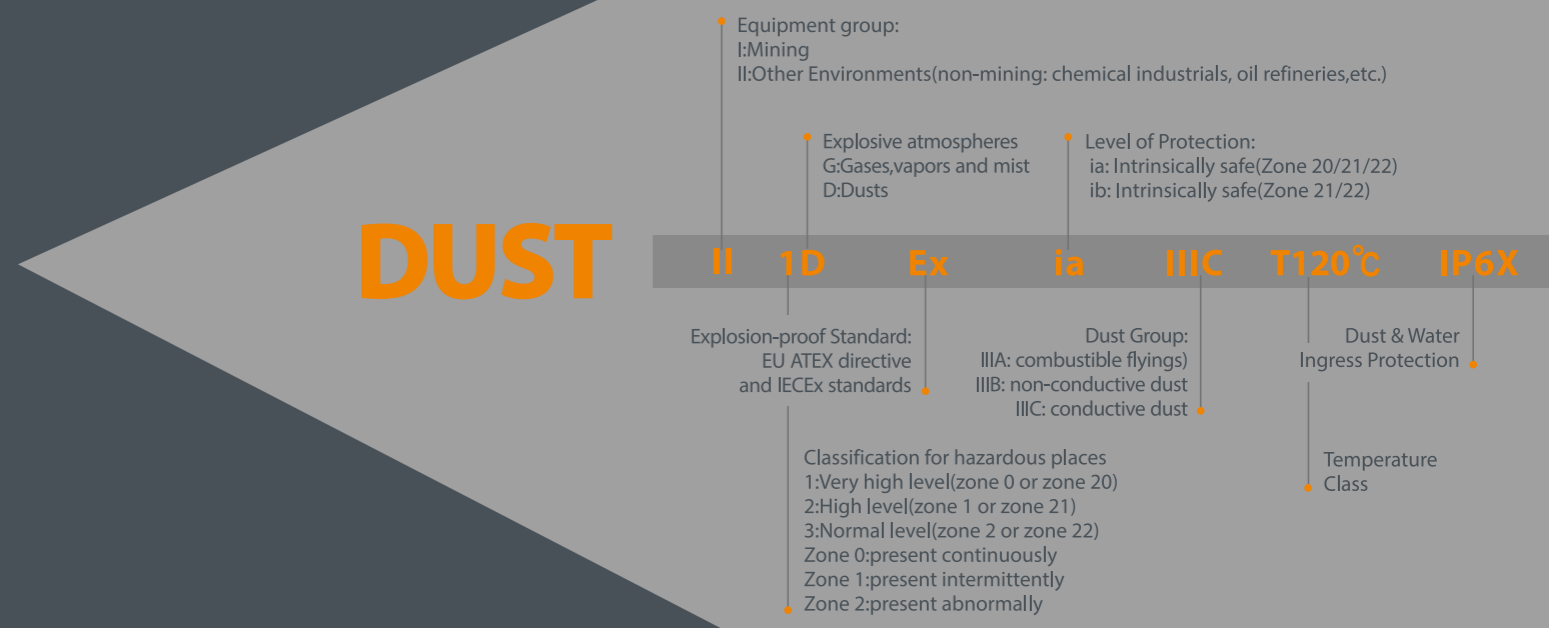 Equipment group:
I:Mining
II:Other Environments(non-mining: chemical industrials, oil refineries,etc.)
Explosive atmospheres
G:Gases,vapors and mist
D:Dusts
Level of Protection:
ia: Intrinsically safe(Zone 20/21/22)
ib: Intrinsically safe(Zone 21/22)
DUST
II 1D Ex ia IIIC T120℃ IP6X
Explosion-proof Standard:
EU ATEX directive
and IECEx standards
Dust Group:
IIIA: combustible flyings)
IIIB: non-conductive dust
IIIC: conductive dust
Dust & Water
Ingress Protection
Classification for hazardous places
1:Very high level(zone 0 or zone 20)
2:High level(zone 1 or zone 21)
3:Normal level(zone 2 or zone 22)
Zone 0:present continuously
Zone 1:present intermittently
Zone 2:present abnormally
Temperature
Class